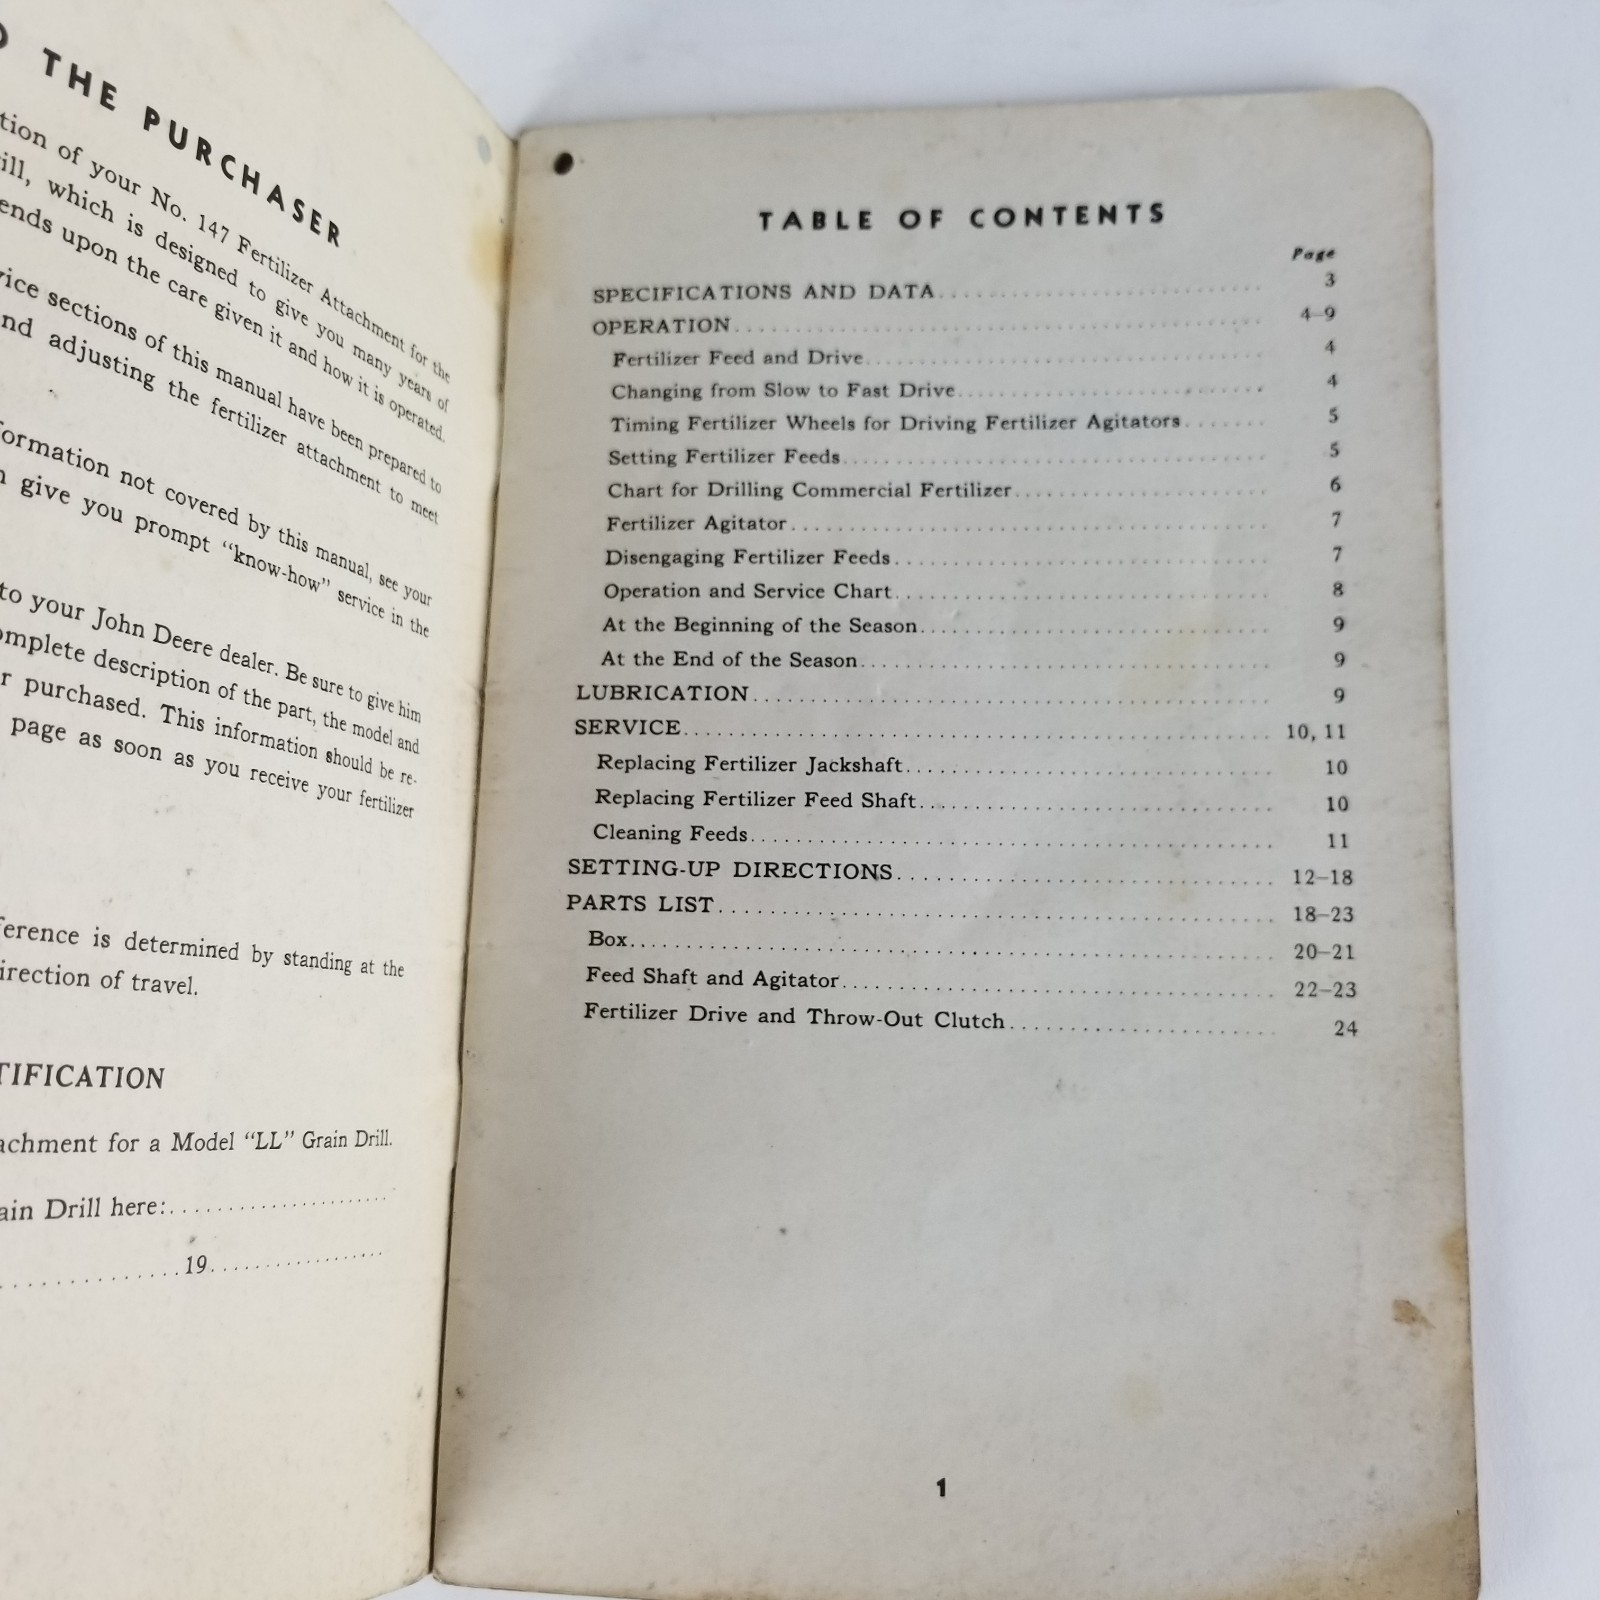 THE PURCHASER
tion of your No. 147 Fertilizer Attachment for the
ill, which is designed to give you many years of
ends upon the care given it and how it is operated.
vice sections of this manual have been prepared to
nd adjusting the fertilizer attachment to meet
formation not covered by this manual, see your
n give you prompt "know-how" service in the
to your John Deere dealer. Be sure to give him
omplete description of the part, the model and
r purchased. This information should be re-
page as soon as you receive your fertilizer
ference is determined by standing at the
irection of travel.
TIFICATION
achment for a Model "LL" Grain Drill.
ain Drill here:
19
TABLE OF CONTENTS
Page
SPECIFICATIONS AND DATA 3
OPERATION 4–9
Fertilizer Feed and Drive 4
Changing from Slow to Fast Drive 4
Timing Fertilizer Wheels for Driving Fertilizer Agitators 5
Setting Fertilizer Feeds 5
Chart for Drilling Commercial Fertilizer 6
Fertilizer Agitator 7
Disengaging Fertilizer Feeds 7
Operation and Service Chart 8
At the Beginning of the Season 9
At the End of the Season 9
LUBRICATION 9
SERVICE 10, 11
Replacing Fertilizer Jackshaft 10
Replacing Fertilizer Feed Shaft 10
Cleaning Feeds 11
SETTING-UP DIRECTIONS 12–18
PARTS LIST 18–23
Box 20–21
Feed Shaft and Agitator 22–23
Fertilizer Drive and Throw-Out Clutch 24
1